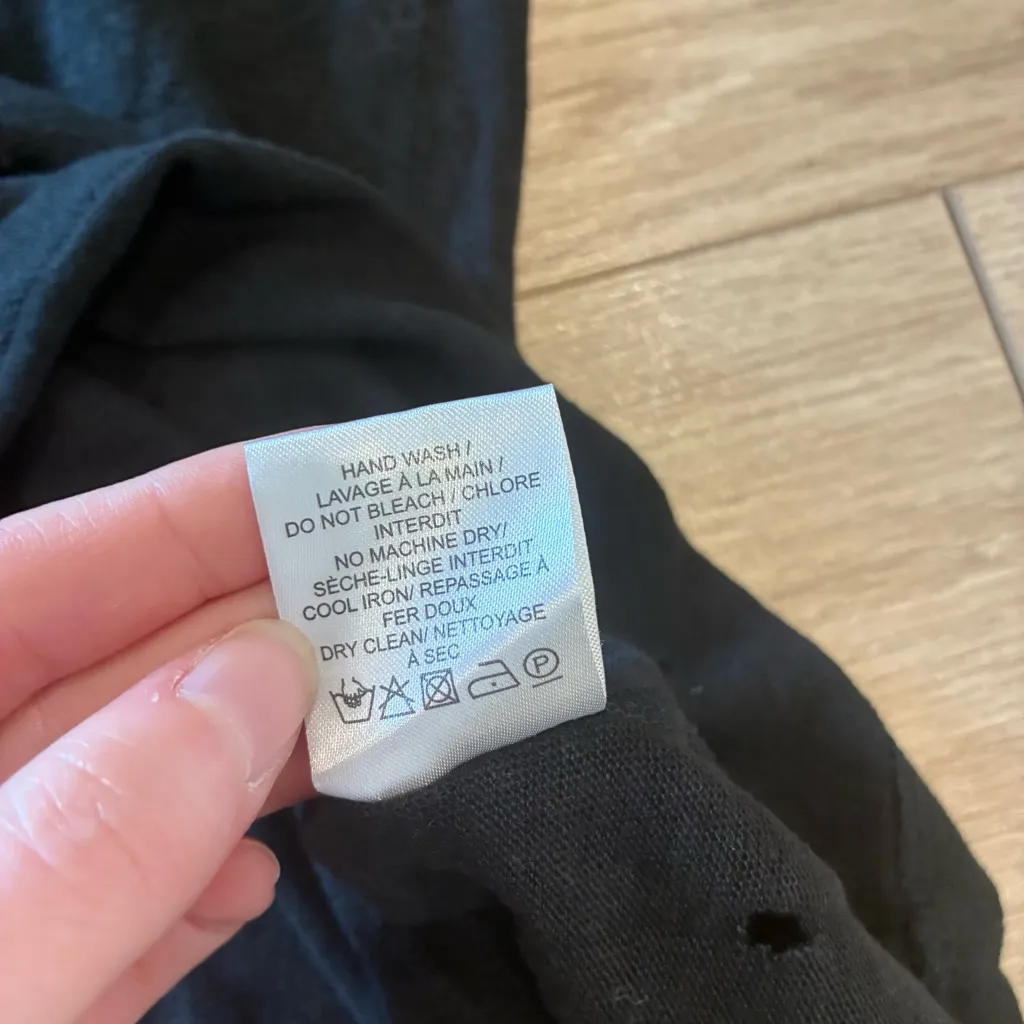 HAND WASH /
LAVAGE À LA MAIN /
DO NOT BLEACH / CHLORE
INTERDIT
NO MACHINE DRY/
SÈCHE-LINGE INTERDIT
COOL IRON/ REPASSAGE À
FER DOUX
DRY CLEAN/ NETTOYAGE
À SEC
P